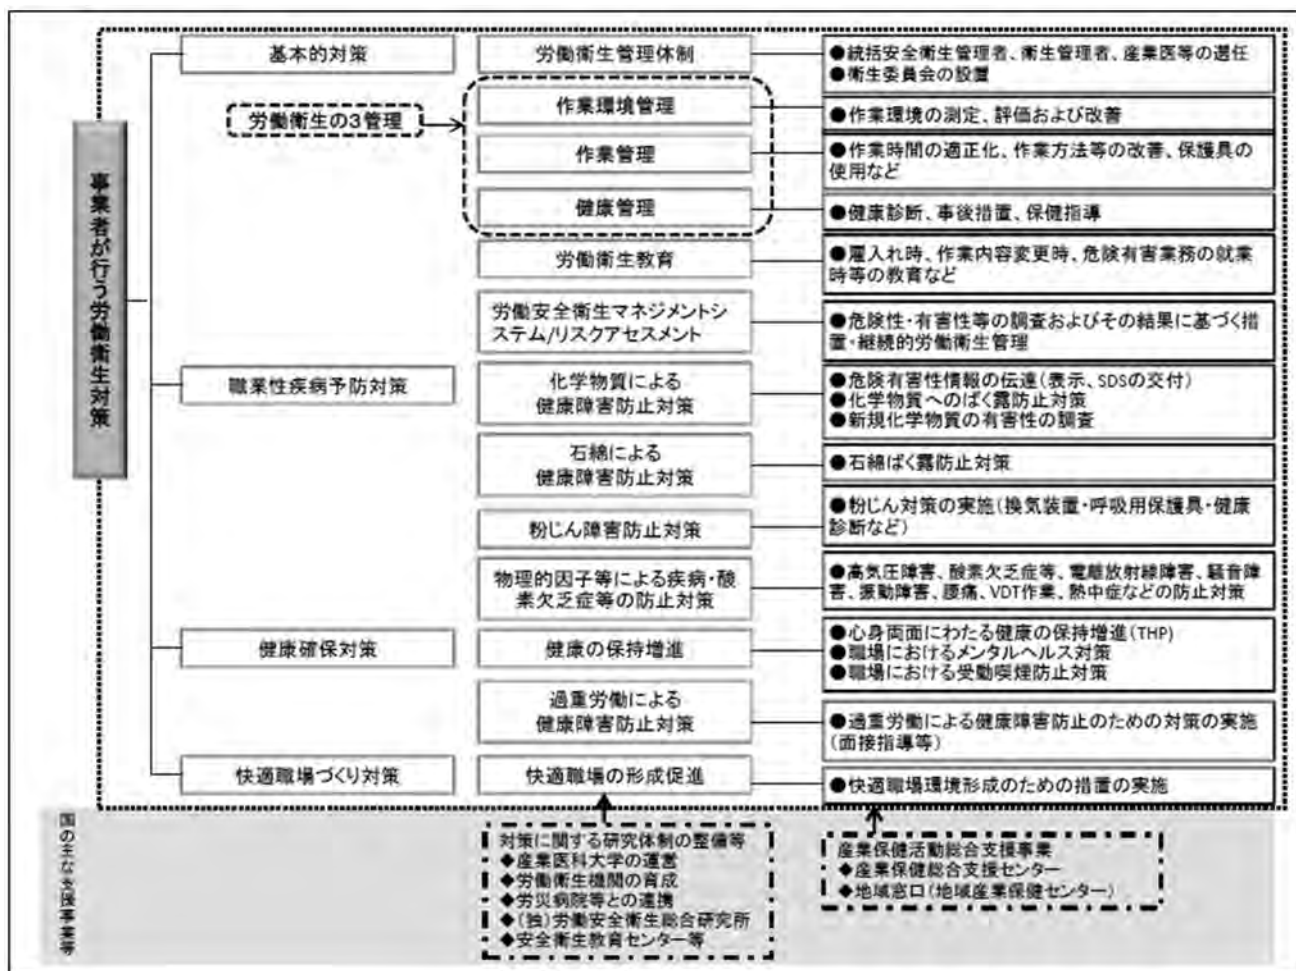 事業者が行う労働衛生対策
基本的対策
労働衛生管理体制
●統括安全衛生管理者、衛生管理者、産業医等の選任
●衛生委員会の設置
労働衛生の3管理
作業環境管理
●作業環境の測定、評価および改善
作業管理
●作業時間の適正化、作業方法等の改善、保護具の
使用など
健康管理
●健康診断、事後措置、保健指導
労働衛生教育
●雇入れ時、作業内容変更時、危険有害業務の就業
時等の教育など
労働安全衛生マネジメントシ
ステム/リスクアセスメント
●危険性・有害性等の調査およびその結果に基づく措
置・継続的労働衛生管理
職業性疾病予防対策
化学物質による
健康障害防止対策
●危険有害性情報の伝達(表示、SDSの交付)
●化学物質へのばく露防止対策
●新規化学物質の有害性の調査
石綿による
健康障害防止対策
●石綿ばく露防止対策
粉じん障害防止対策
●粉じん対策の実施(換気装置・呼吸用保護具・健康
診断など)
物理的因子等による疾病・酸
素欠乏症等の防止対策
●高気圧障害、酸素欠乏症等、電離放射線障害、騒音障
害、振動障害、腰痛、VDT作業、熱中症などの防止対策
健康確保対策
健康の保持増進
●心身両面にわたる健康の保持増進(THP)
●職場におけるメンタルヘルス対策
●職場における受動喫煙防止対策
過重労働による
健康障害防止対策
●過重労働による健康障害防止のための対策の実施
(面接指導等)
快適職場づくり対策
快適職場の形成促進
●快適職場環境形成のための措置の実施
国の主な支援事業等
対策に関する研究体制の整備等
◆産業医科大学の運営
◆労働衛生機関の育成
◆労災病院等との連携
◆(独)労働安全衛生総合研究所
◆安全衛生教育センター等
産業保健活動総合支援事業
◆産業保健総合支援センター
◆地域窓口(地域産業保健センター)